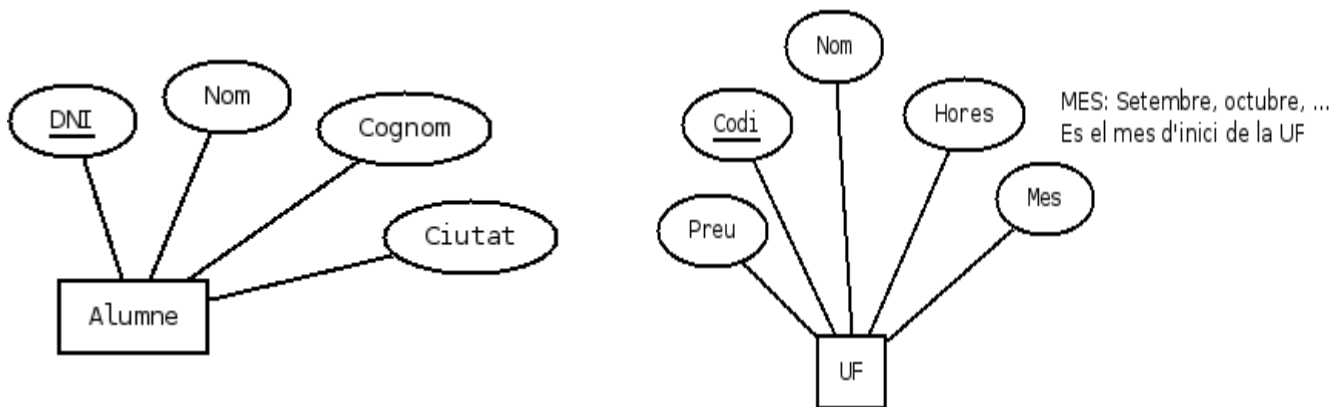 DNI
Nom
Cognom
Ciutat
Alumne
Nom
Codi
Hores
MES: Setembre, octubre, ...
Es el mes d'inici de la UF
Mes
Preu
UF